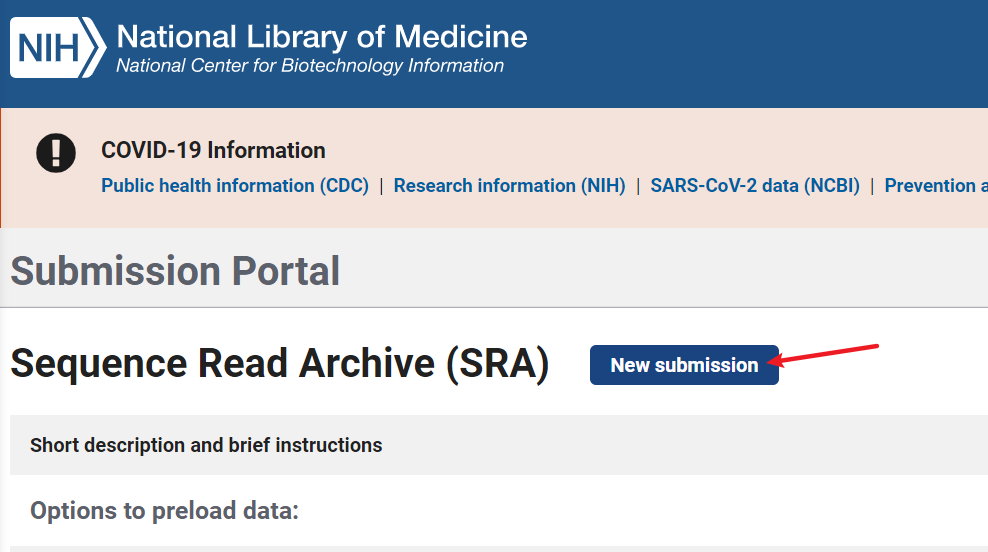 NIH National Library of Medicine
National Center for Biotechnology Information
COVID-19 Information
Public health information (CDC) | Research information (NIH) | SARS-CoV-2 data (NCBI) | Prevention a
Submission Portal
Sequence Read Archive (SRA) New submission
Short description and brief instructions
Options to preload data: